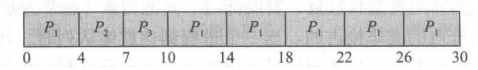 P₁ P₂ P₃ P₁ P₁ P₁ P₁ P₁
0 4 7 10 14 18 22 26 30